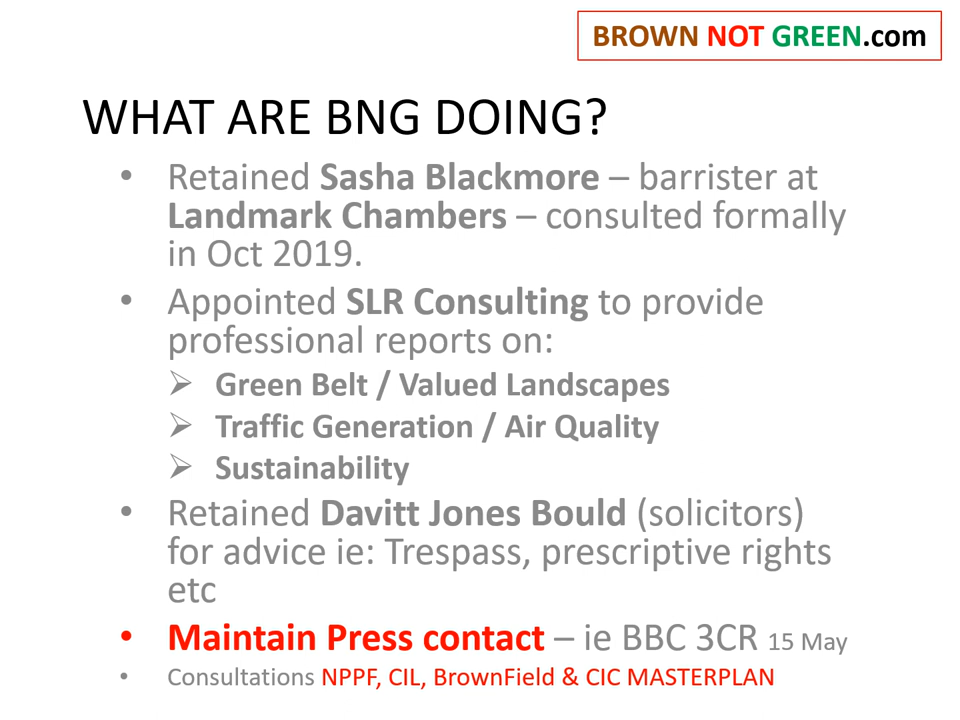 BROWN NOT GREEN.com
WHAT ARE BNG DOING?
• Retained Sasha Blackmore – barrister at
Landmark Chambers – consulted formally
in Oct 2019.
• Appointed SLR Consulting to provide
professional reports on:
➢ Green Belt / Valued Landscapes
➢ Traffic Generation / Air Quality
➢ Sustainability
• Retained Davitt Jones Bould (solicitors)
for advice ie: Trespass, prescriptive rights
etc
• Maintain Press contact – ie BBC 3CR 15 May
• Consultations NPPF, CIL, BrownField & CIC MASTERPLAN